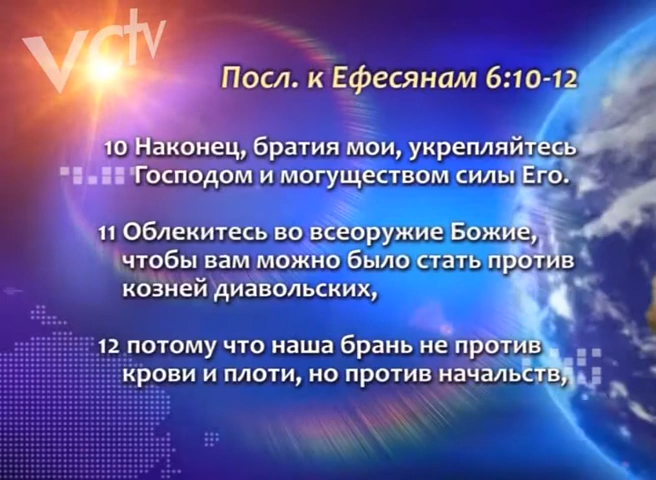 vctv
Посл. к Ефесянам 6:10-12
10 Наконец, братия мои, укрепляйтесь
Господом и могуществом силы Его.
11 Облекитесь во всеоружие Божие,
чтобы вам можно было стать против
козней диавольских,
12 потому что наша брань не против
крови и плоти, но против начальств,